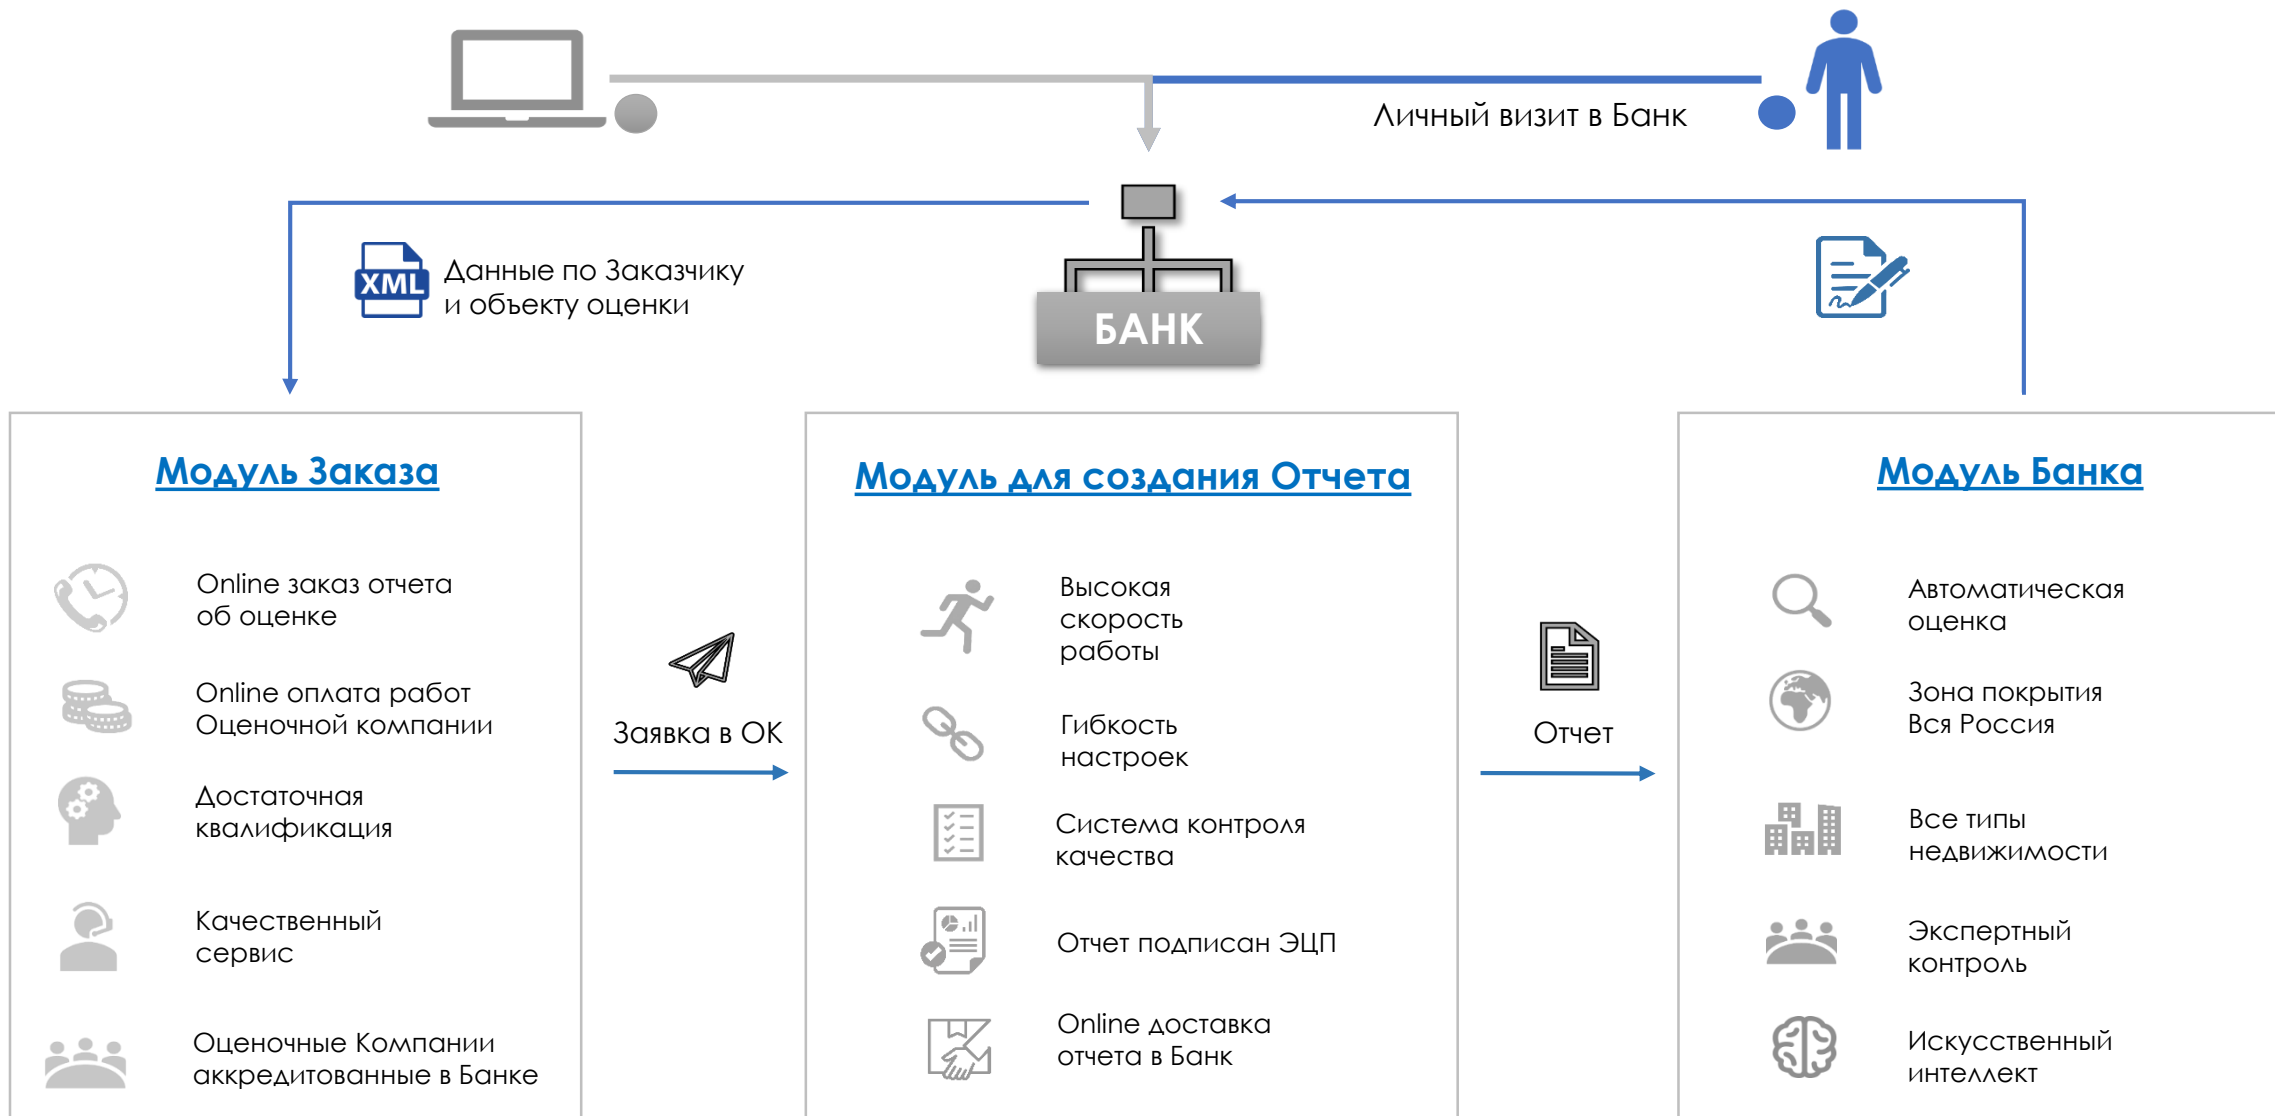 Личный визит в Банк
XML
Данные по Заказчику
и объекту оценки
БАНК
Модуль Заказа
Online заказ отчета
об оценке
Online оплата работ
Оценочной компании
Достаточная
квалификация
Качественный
сервис
Оценочные Компании
аккредитованные в Банке
Заявка в ОК
Модуль для создания Отчета
Высокая
скорость
работы
Гибкость
настроек
Система контроля
качества
Отчет подписан ЭЦП
Online доставка
отчета в Банк
Отчет
Модуль Банка
Автоматическая
оценка
Зона покрытия
Вся Россия
Все типы
недвижимости
Экспертный
контроль
Искусственный
интеллект